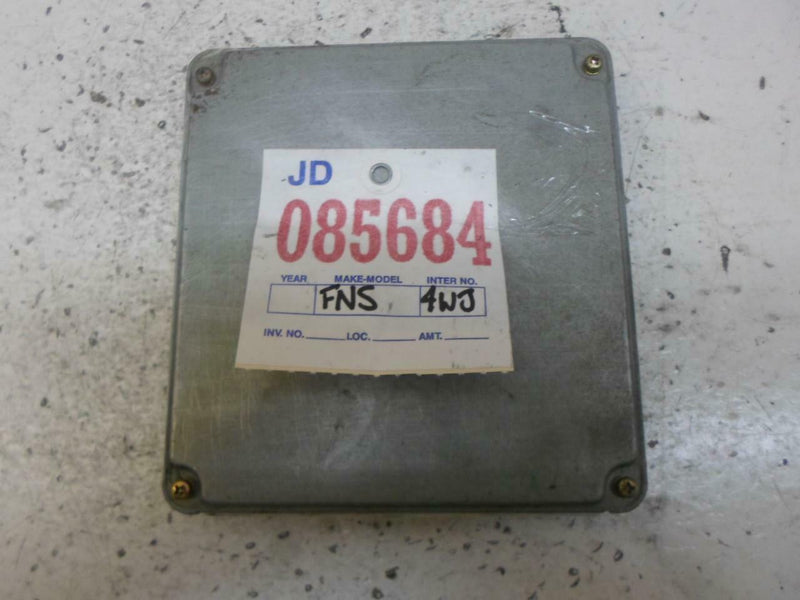 JD
085684
YEAR MAKE-MODEL INTER NO.
FNS 4WJ
INV. NO. LOC. AMT.